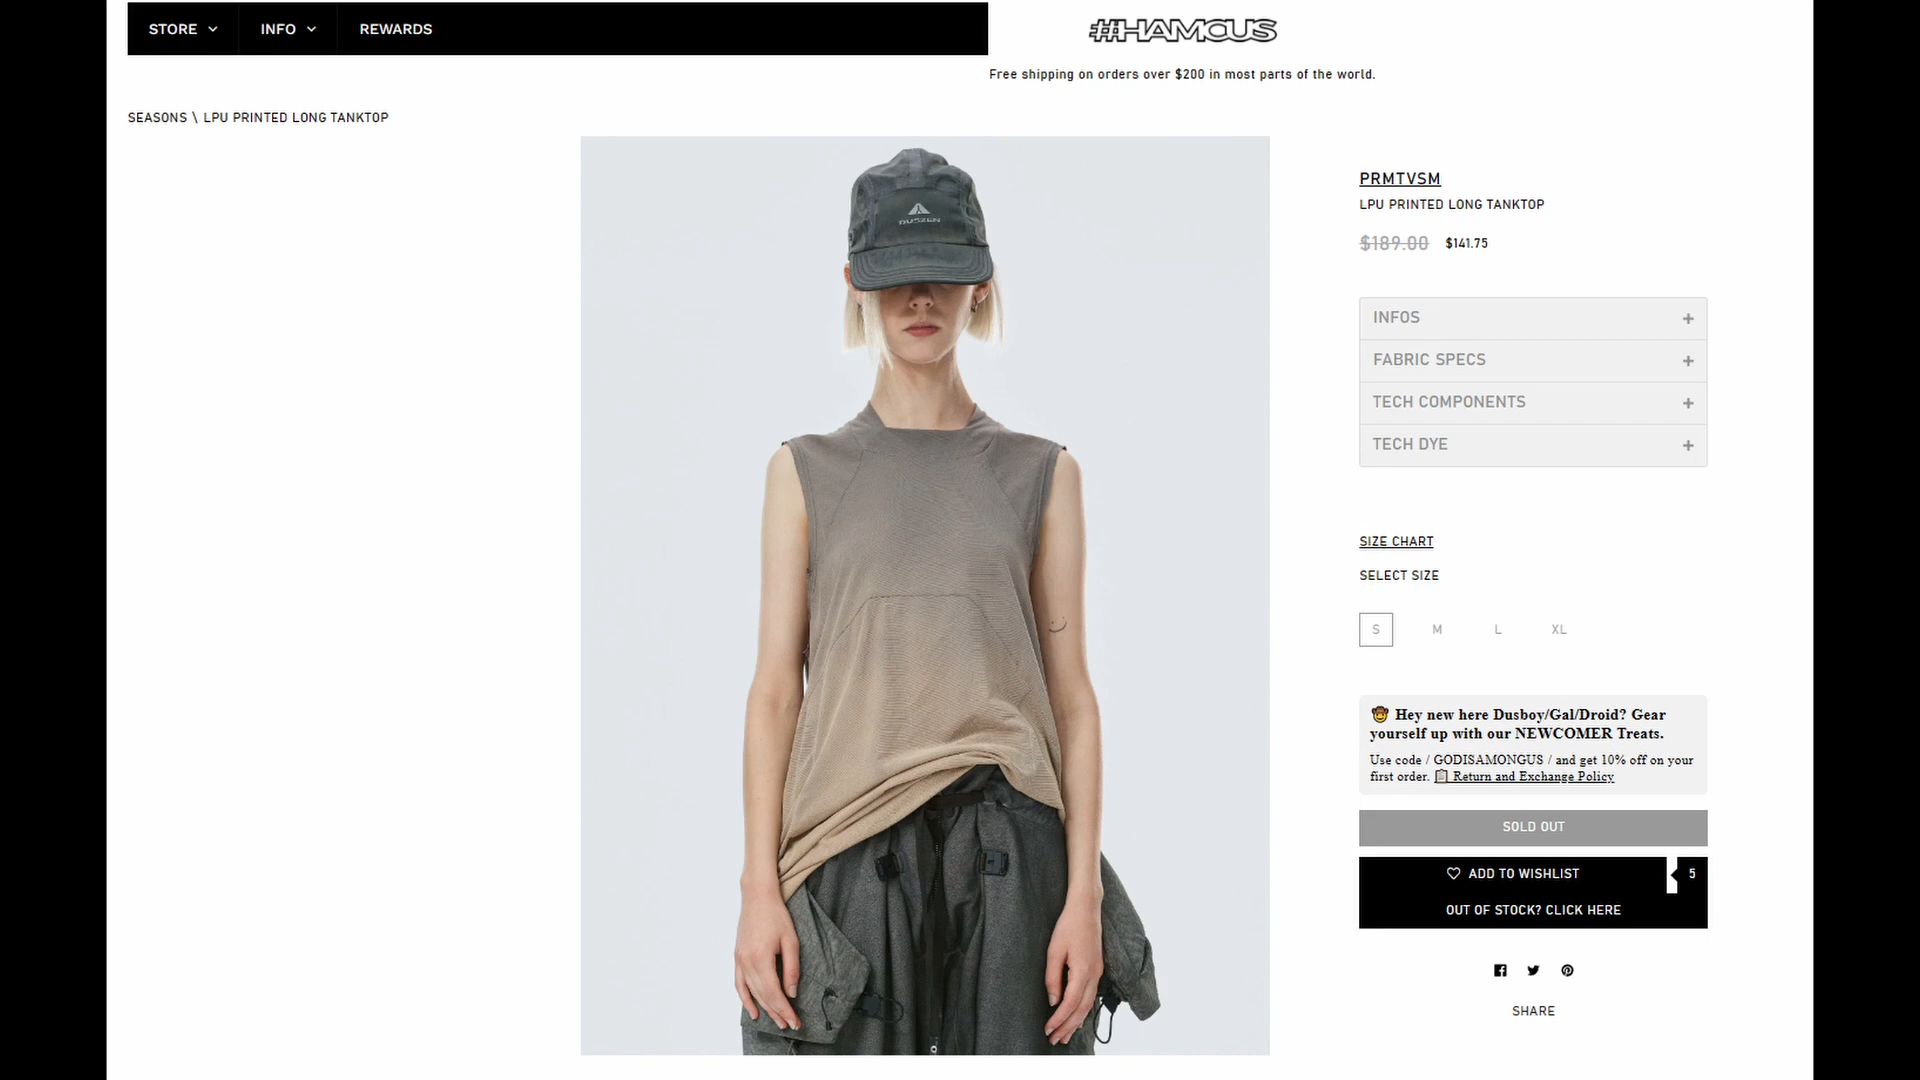 STORE
INFO
REWARDS
#HAMCUS
Free shipping on orders over $200 in most parts of the world.
SEASONS \ LPU PRINTED LONG TANKTOP
DUSZEN
PRMTVSM
LPU PRINTED LONG TANKTOP
$189.00 $141.75
INFOS +
FABRIC SPECS +
TECH COMPONENTS +
TECH DYE +
SIZE CHART
SELECT SIZE
S M L XL
🤠 Hey new here Dusboy/Gal/Droid? Gear
yourself up with our NEWCOMER Treats.
Use code / GODISAMONGUS / and get 10% off on your
first order. 📋 Return and Exchange Policy
SOLD OUT
ADD TO WISHLIST 5
OUT OF STOCK? CLICK HERE
SHARE